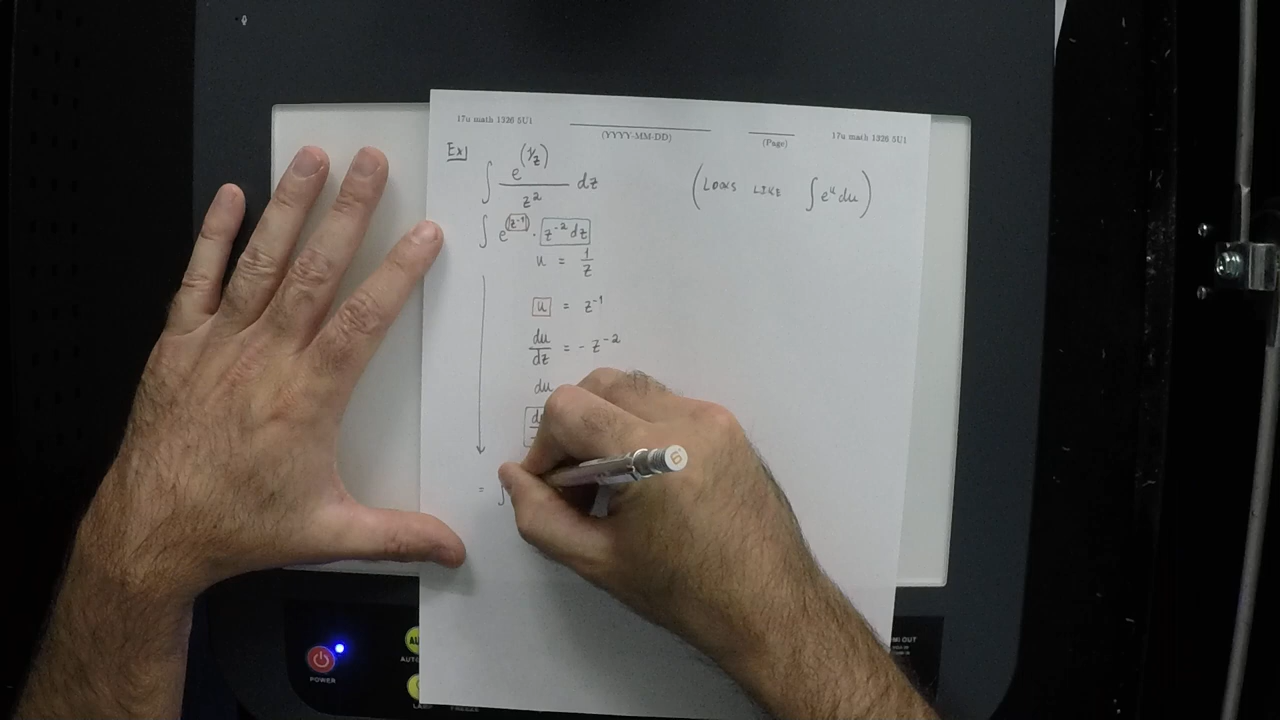 17u math 1326 5U1 (YYYY-MM-DD) (Page) 17u math 1326 5U1
Ex
∫ e^(1/z) / z² dz (LOOKS LIKE ∫ e^u du)
∫ e^(z⁻¹) · z⁻² dz
u = 1/z
u = z⁻¹
du/dz = - z⁻²
du
= ∫
POWER